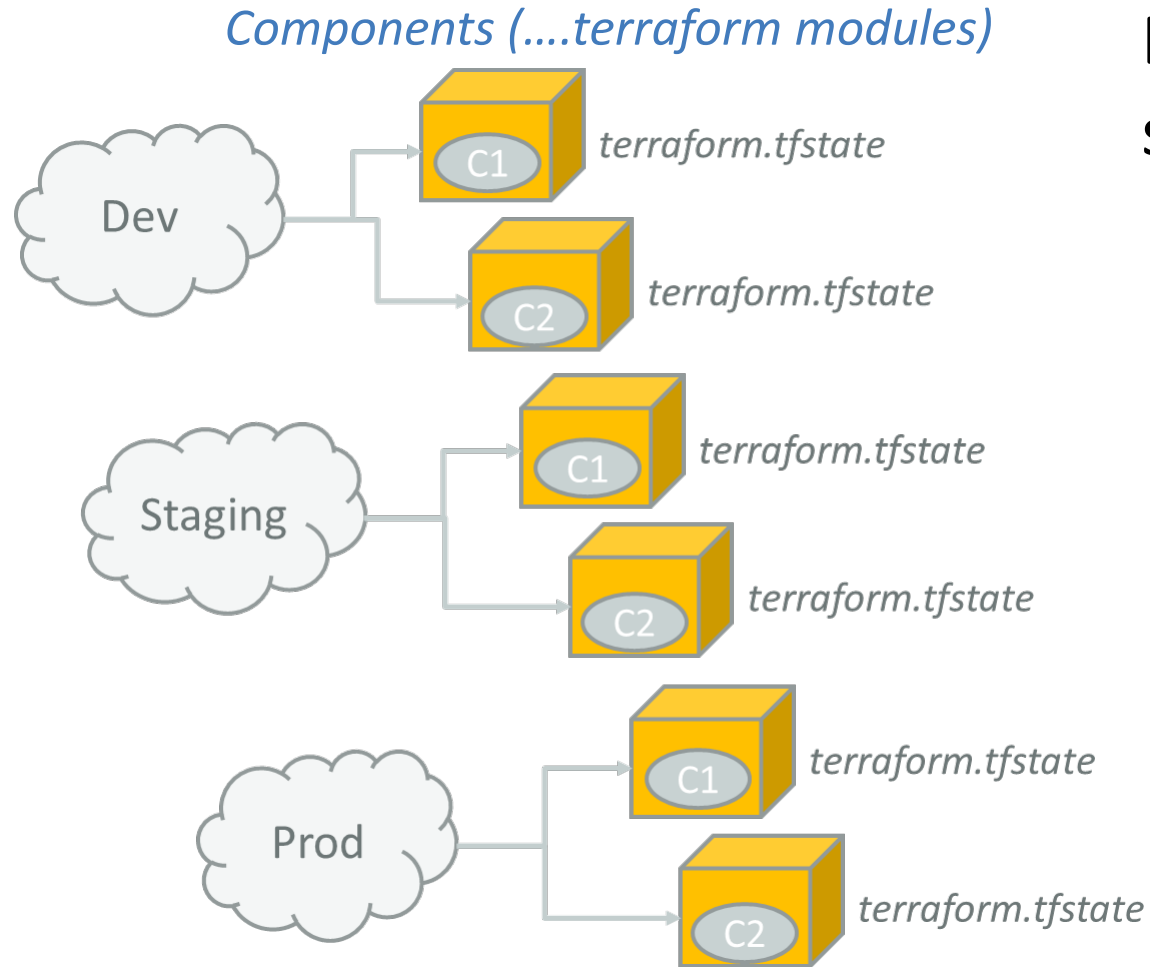 Components (....terraform modules)
C1
terraform.tfstate
Dev
C2
terraform.tfstate
C1
terraform.tfstate
Staging
C2
terraform.tfstate
C1
terraform.tfstate
Prod
C2
terraform.tfstate